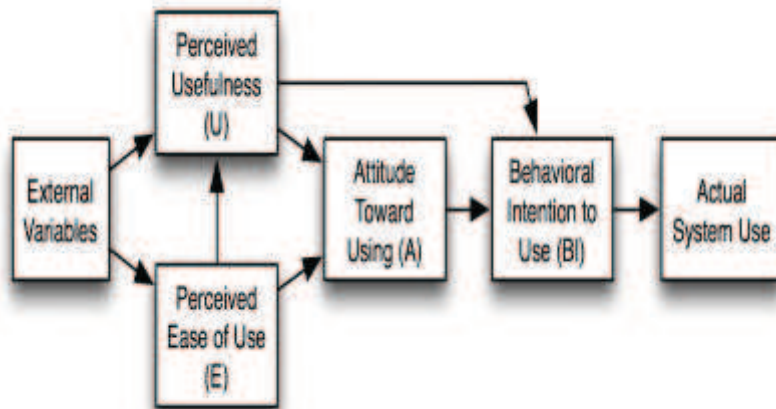 Perceived
Usefulness
(U)
External
Variables
Attitude
Toward
Using (A)
Behavioral
Intention to
Use (BI)
Actual
System Use
Perceived
Ease of Use
(E)